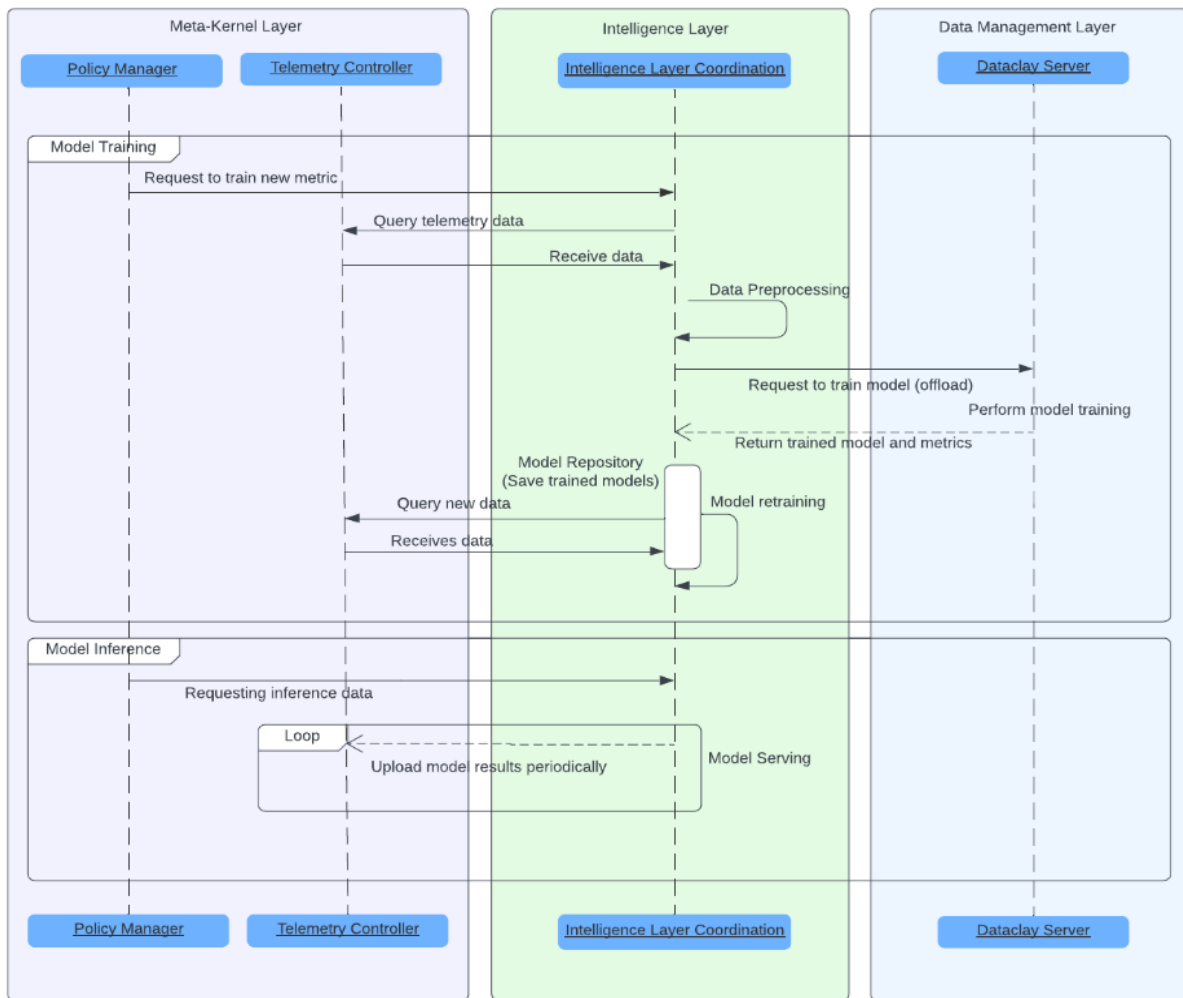 Meta-Kernel Layer
Intelligence Layer
Data Management Layer
Policy Manager
Telemetry Controller
Intelligence Layer Coordination
Dataclay Server
Model Training
Request to train new metric
Query telemetry data
Receive data
Data Preprocessing
Request to train model (offload)
Perform model training
Return trained model and metrics
Model Repository
(Save trained models)
Query new data
Model retraining
Receives data
Model Inference
Requesting inference data
Loop
Upload model results periodically
Model Serving
Policy Manager
Telemetry Controller
Intelligence Layer Coordination
Dataclay Server